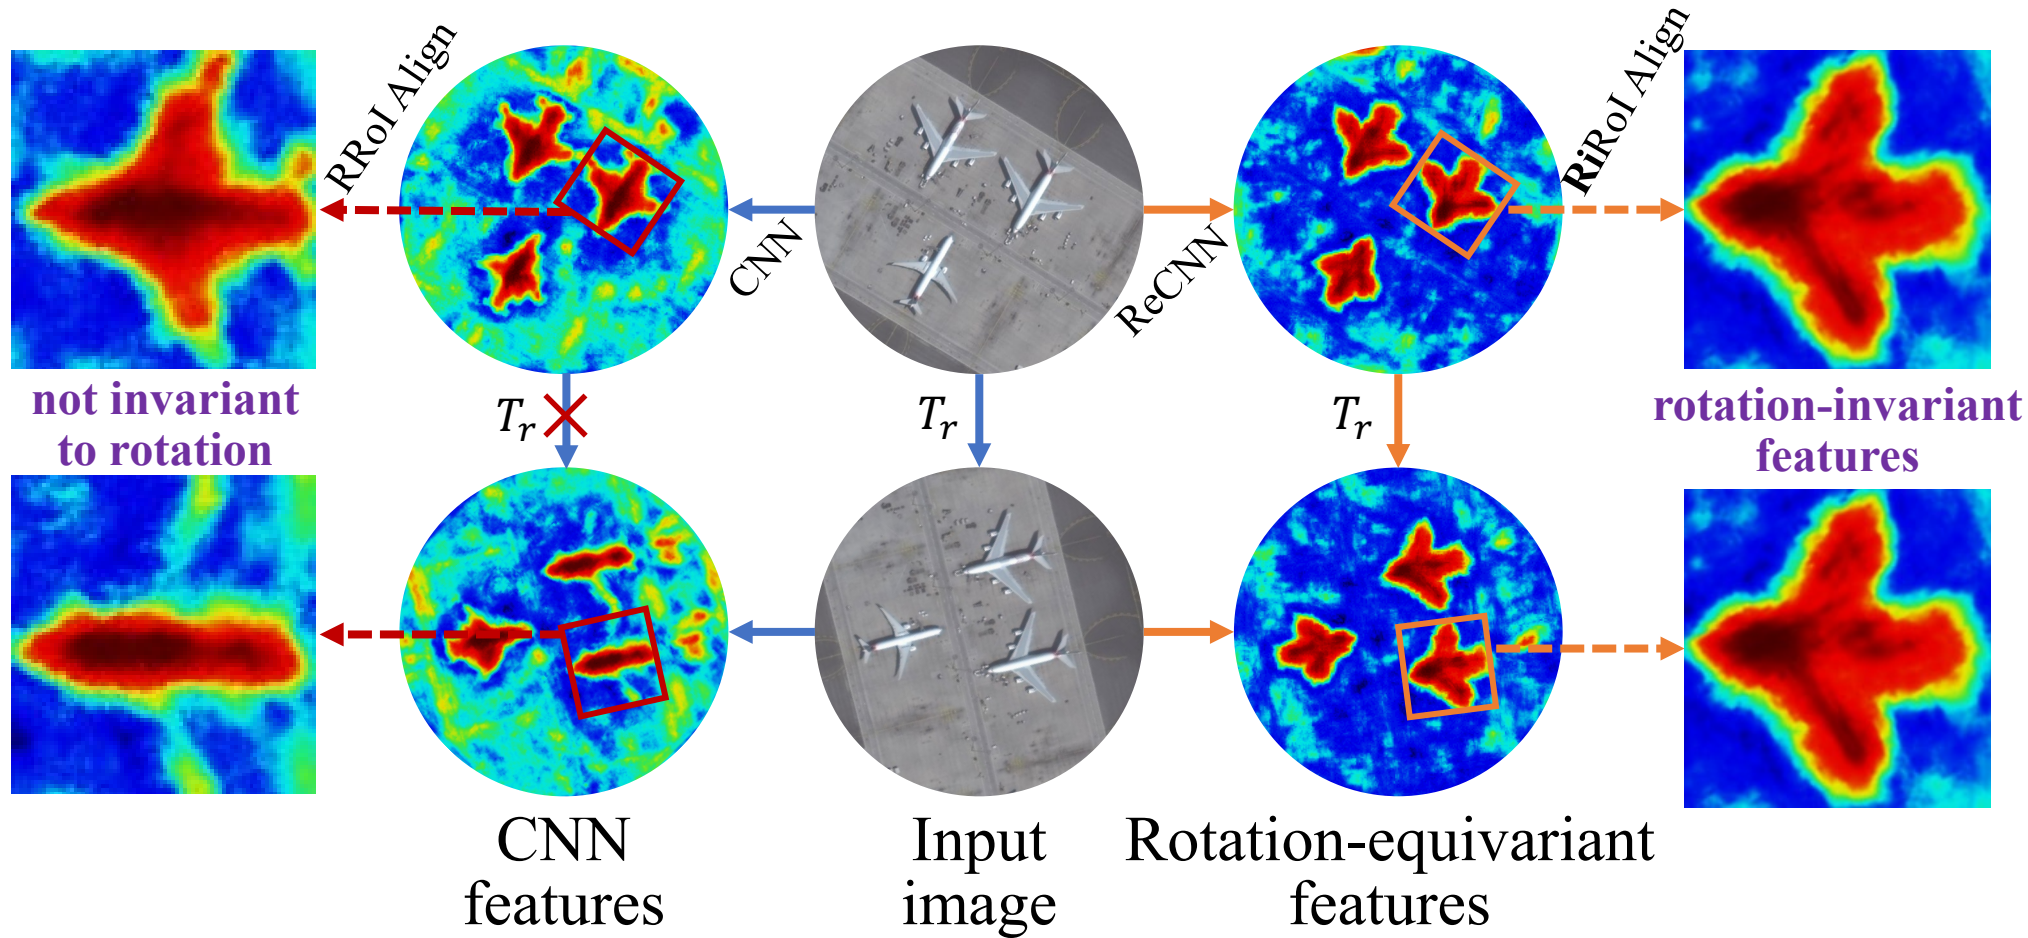 RRoI Align
CNN
ReCNN
RiRoI Align
not invariant
to rotation
T_r
T_r
T_r
rotation-invariant
features
CNN
features
Input
image
Rotation-equivariant
features